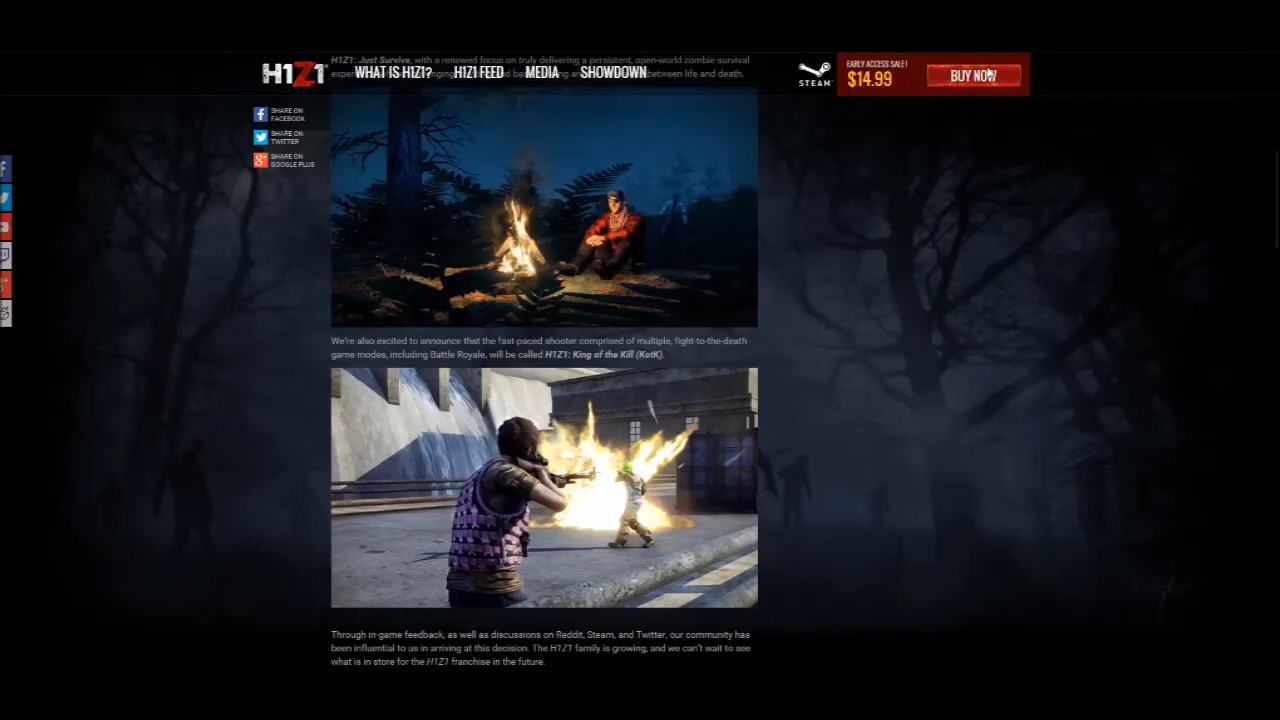 H1Z1: Just Survive, with a renewed focus on truly delivering a persistent, open-world zombie survival
between life and death.
H1Z1
WHAT IS H1Z1?
H1Z1 FEED
MEDIA
SHOWDOWN
STEAM
EARLY ACCESS SALE!
$14.99
BUY NOW
SHARE ON
FACEBOOK
SHARE ON
TWITTER
SHARE ON
GOOGLE PLUS
We're also excited to announce that the fast-paced shooter comprised of multiple, fight-to-the-death
game modes, including Battle Royale, will be called H1Z1: King of the Kill (KotK).
Through in-game feedback, as well as discussions on Reddit, Steam, and Twitter, our community has
been influential to us in arriving at this decision. The H1Z1 family is growing, and we can't wait to see
what is in store for the H1Z1 franchise in the future.